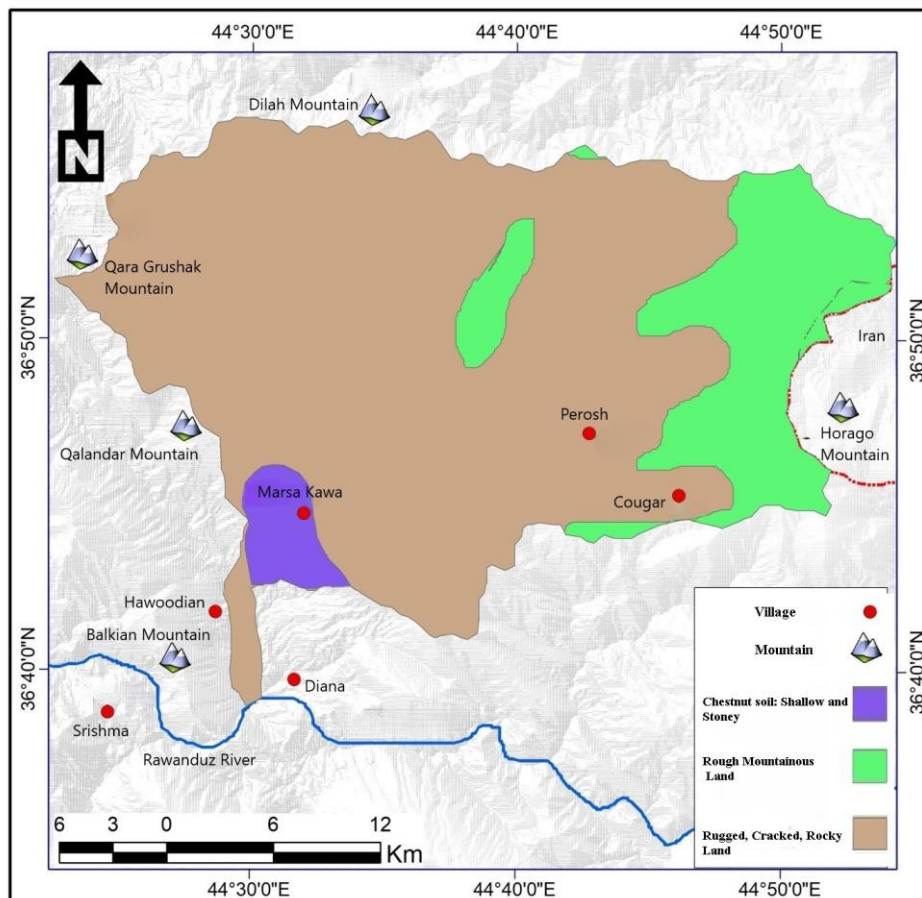 44°30'0"E
44°40'0"E
44°50'0"E
N
Dilah Mountain
Qara Grushak
Mountain
36°50'0"N
36°50'0"N
Iran
Perosh
Horago
Mountain
Qalandar Mountain
Marsa Kawa
Cougar
Hawoodian
Balkian Mountain
36°40'0"N
36°40'0"N
Diana
Srishma
Rawanduz River
Village
Mountain
Chestnut soil: Shallow and
Stoney
Rough Mountainous
Land
Rugged, Cracked, Rocky
Land
6 3 0 6 12
Km
44°30'0"E
44°40'0"E
44°50'0"E